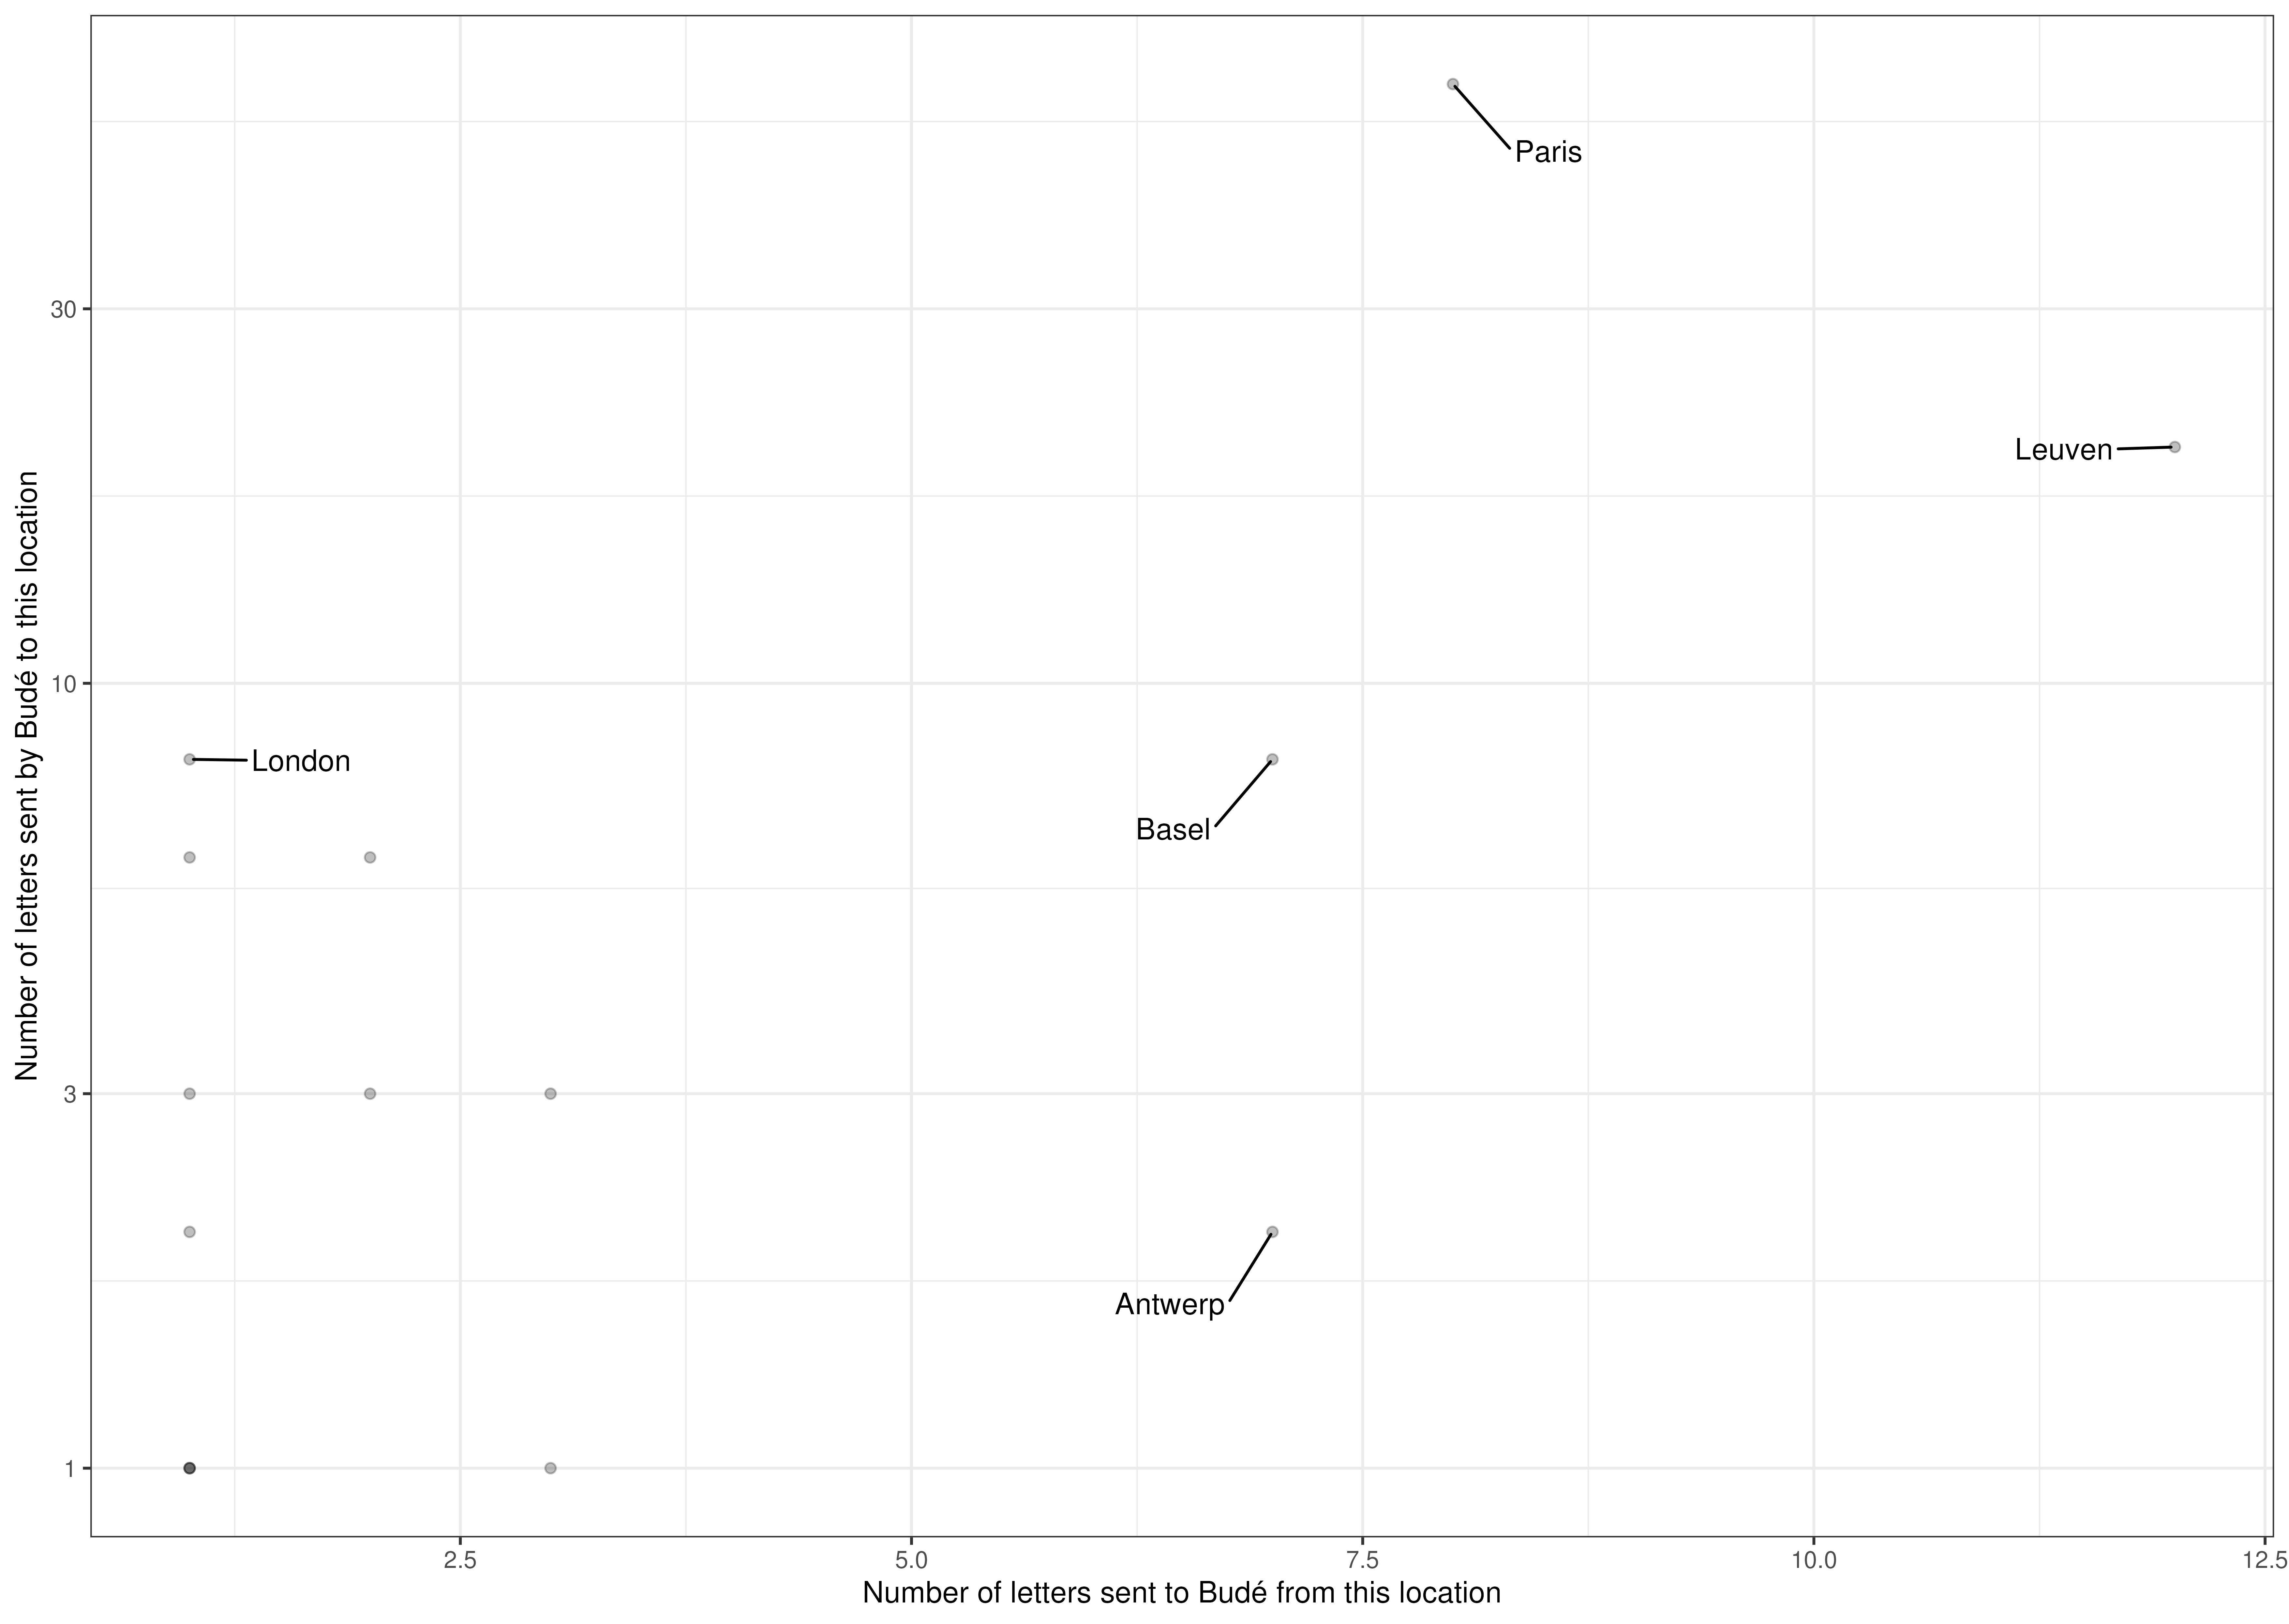 Paris
30
Leuven
10
London
Basel
3
Antwerp
1
2.5 5.0 7.5 10.0 12.5
Number of letters sent to Budé from this location
Number of letters sent by Budé to this location